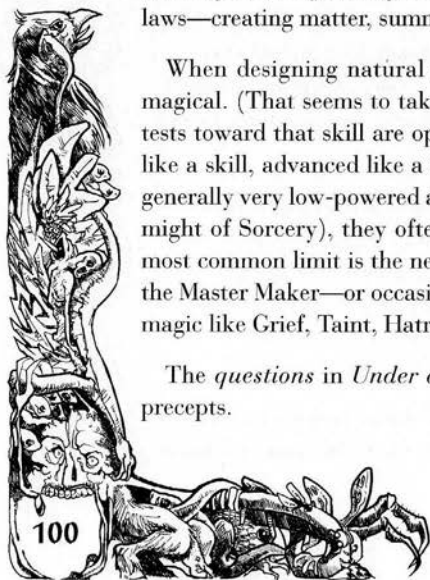 laws—creating matter, summ
When designing natural
magical. (That seems to tak
tests toward that skill are op
like a skill, advanced like a
generally very low-powered a
might of Sorcery), they ofte
most common limit is the ne
the Master Maker—or occasi
magic like Grief, Taint, Hatr
The questions in Under a
precepts.
100